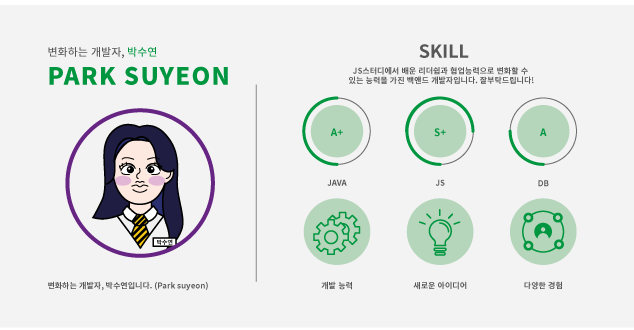 변화하는 개발자, 박수연
PARK SUYEON
박수연
변화하는 개발자, 박수연입니다. (Park suyeon)
SKILL
JS스터디에서 배운 리더쉽과 협업능력으로 변화할 수
있는 능력을 가진 백엔드 개발자입니다. 잘부탁드립니다!
A+
S+
A
JAVA
JS
DB
개발 능력
새로운 아이디어
다양한 경험